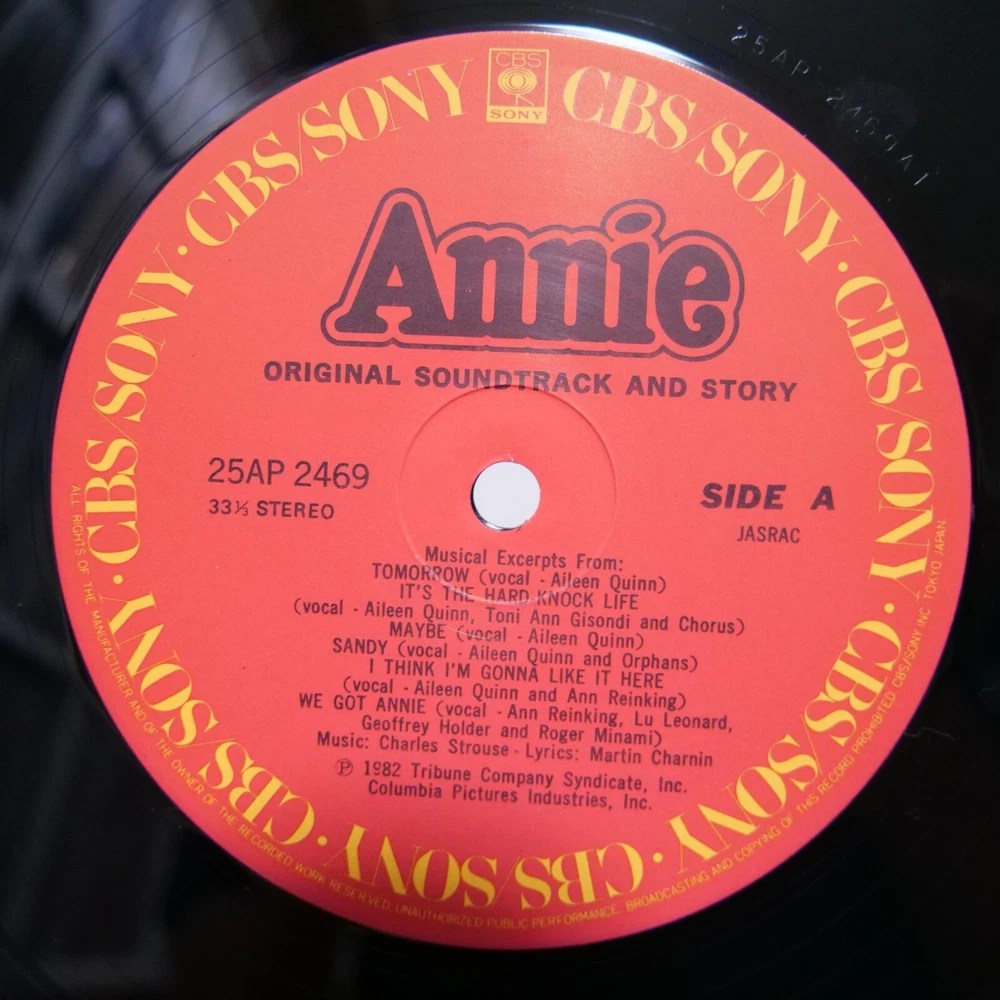 25AP 2469A1
CBS
SONY
CBS/SONY · CBS/SONY · CBS/SONY · CBS/SONY · CBS/SONY · CBS/SONY · CBS/SONY · CBS/SONY
Annie
ORIGINAL SOUNDTRACK AND STORY
25AP 2469
33⅓ STEREO
SIDE A
JASRAC
Musical Excerpts From:
TOMORROW (vocal - Aileen Quinn)
IT'S THE HARD-KNOCK LIFE
(vocal - Aileen Quinn, Toni Ann Gisondi and Chorus)
MAYBE (vocal - Aileen Quinn)
SANDY (vocal - Aileen Quinn and Orphans)
I THINK I'M GONNA LIKE IT HERE
(vocal - Aileen Quinn and Ann Reinking)
WE GOT ANNIE (vocal - Ann Reinking, Lu Leonard,
Geoffrey Holder and Roger Minami)
Music: Charles Strouse - Lyrics: Martin Charnin
℗ 1982 Tribune Company Syndicate, Inc.
Columbia Pictures Industries, Inc.
ALL RIGHTS OF THE MANUFACTURER AND OF THE OWNER OF THE RECORDED WORK RESERVED UNAUTHORIZED PUBLIC PERFORMANCE, BROADCASTING AND COPYING OF THIS RECORD PROHIBITED CBS/SONY INC TOKYO JAPAN